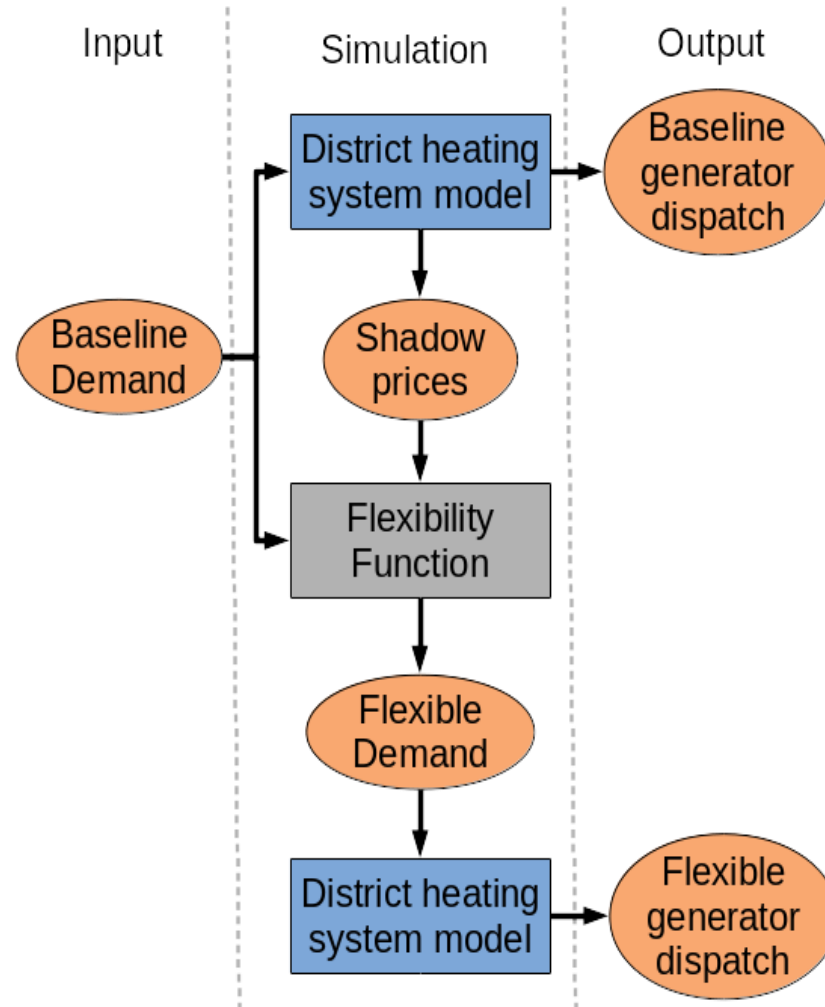 Input
Simulation
Output
District heating
system model
Baseline
generator
dispatch
Baseline
Demand
Shadow
prices
Flexibility
Function
Flexible
Demand
District heating
system model
Flexible
generator
dispatch